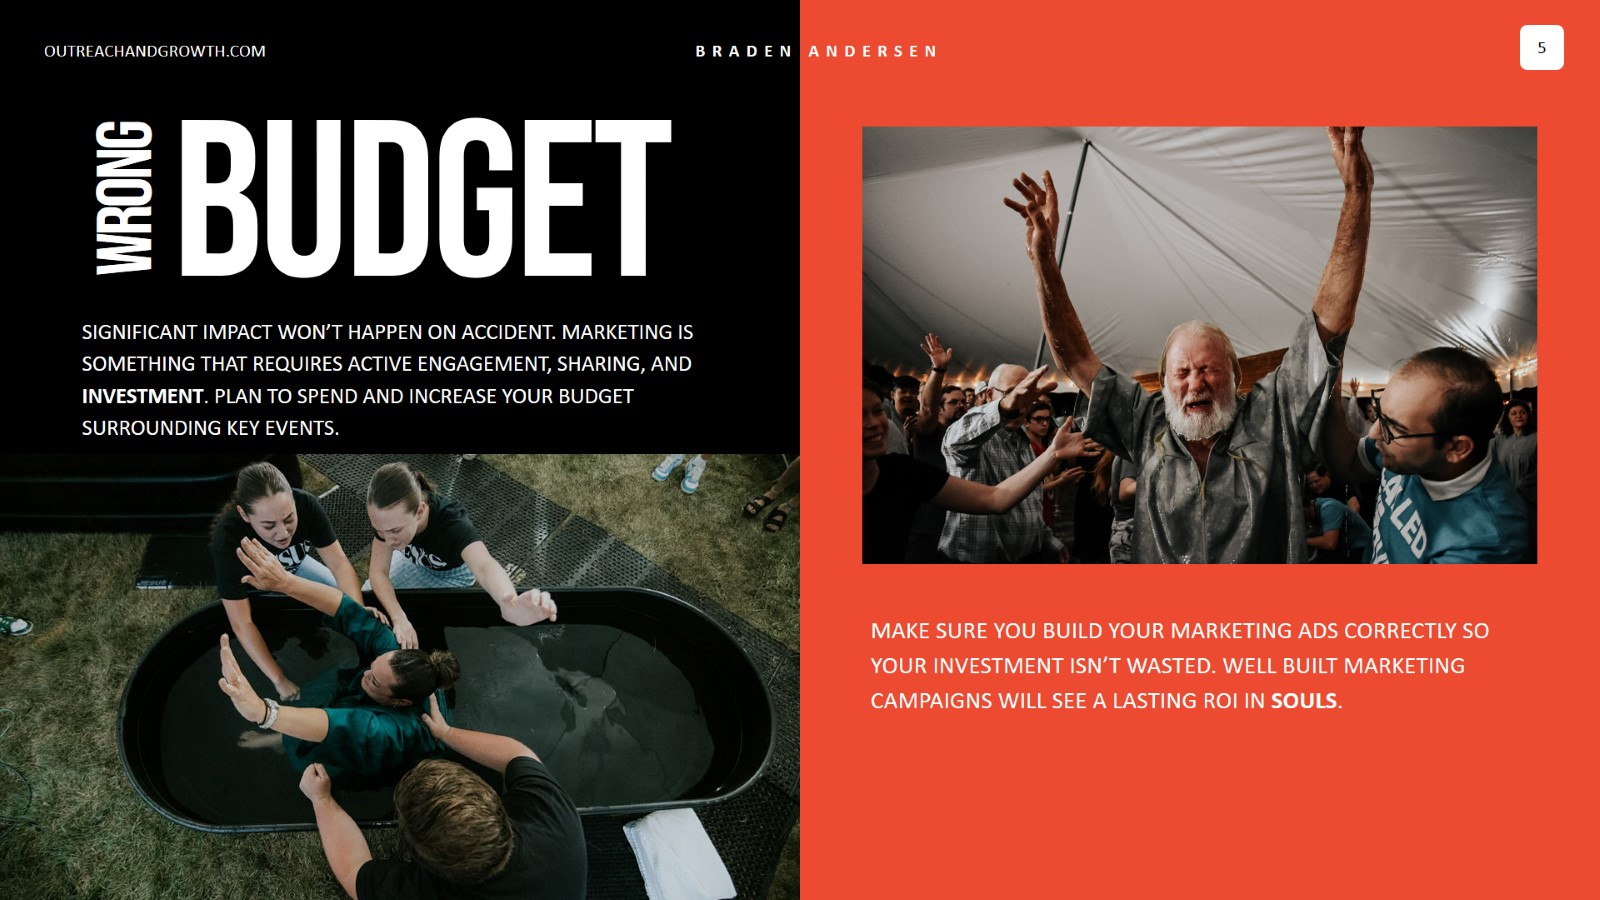 OUTREACHANDGROWTH.COM
BRADEN ANDERSEN
5
WRONG
BUDGET
SIGNIFICANT IMPACT WON'T HAPPEN ON ACCIDENT. MARKETING IS
SOMETHING THAT REQUIRES ACTIVE ENGAGEMENT, SHARING, AND
INVESTMENT. PLAN TO SPEND AND INCREASE YOUR BUDGET
SURROUNDING KEY EVENTS.
MAKE SURE YOU BUILD YOUR MARKETING ADS CORRECTLY SO
YOUR INVESTMENT ISN'T WASTED. WELL BUILT MARKETING
CAMPAIGNS WILL SEE A LASTING ROI IN SOULS.